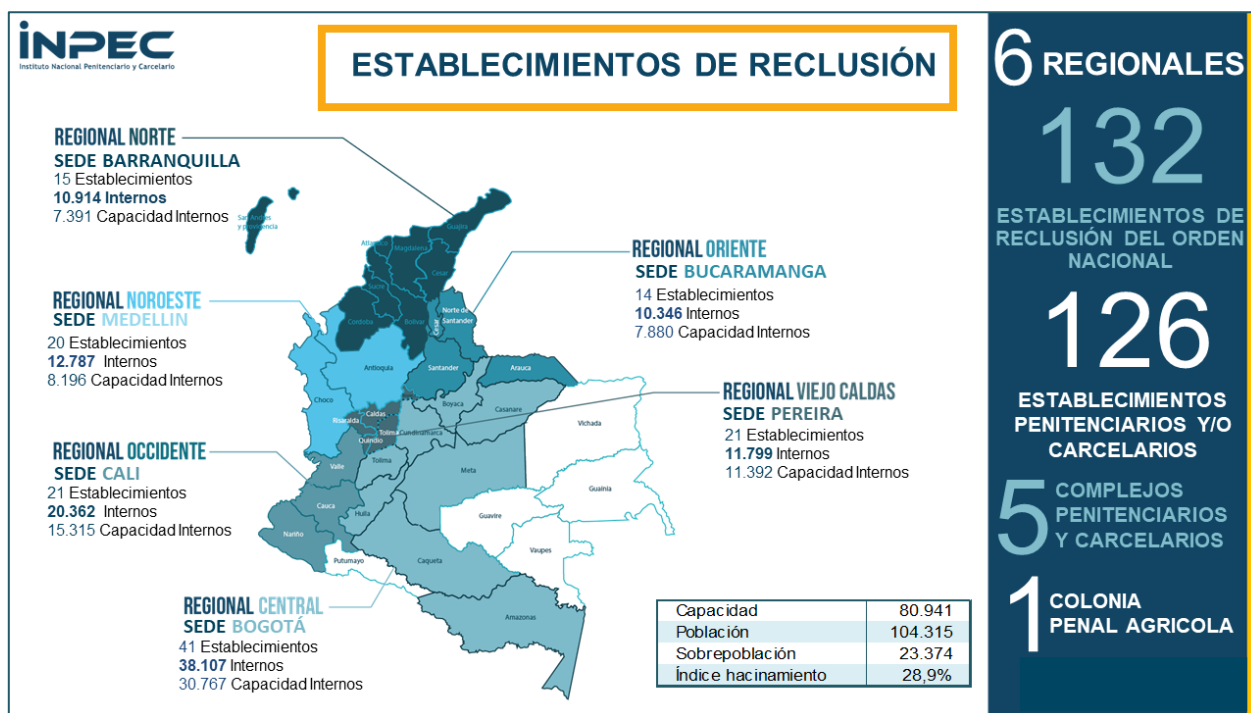 INPEC
Instituto Nacional Penitenciario y Carcelario
ESTABLECIMIENTOS DE RECLUSIÓN
REGIONAL NORTE
SEDE BARRANQUILLA
15 Establecimientos
10.914 Internos
7.391 Capacidad Internos
REGIONAL NOROESTE
SEDE MEDELLIN
20 Establecimientos
12.787 Internos
8.196 Capacidad Internos
REGIONAL OCCIDENTE
SEDE CALI
21 Establecimientos
20.362 Internos
15.315 Capacidad Internos
REGIONAL CENTRAL
SEDE BOGOTÁ
41 Establecimientos
38.107 Internos
30.767 Capacidad Internos
REGIONAL ORIENTE
SEDE BUCARAMANGA
14 Establecimientos
10.346 Internos
7.880 Capacidad Internos
REGIONAL VIEJO CALDAS
SEDE PEREIRA
21 Establecimientos
11.799 Internos
11.392 Capacidad Internos
San Andres
y providencia
Guajira
Atlantico
Magdalena
Cesar
Sucre
Cordoba
Bolivar
Cesar
Norte de
Santander
Santander
Arauca
Antioquia
Choco
Boyaca
Casanare
Vichada
Risaralda
Caldas
Tolima
Cundinamarca
Quindio
Valle
Tolima
Meta
Guainia
Cauca
Huila
Guavire
Nariño
Vaupes
Putumayo
Caqueta
Amazonas
Capacidad 80.941
Población 104.315
Sobrepoblación 23.374
Índice hacinamiento 28,9%
6 REGIONALES
132
ESTABLECIMIENTOS DE
RECLUSIÓN DEL ORDEN
NACIONAL
126
ESTABLECIMIENTOS
PENITENCIARIOS Y/O
CARCELARIOS
5 COMPLEJOS
PENITENCIARIOS
Y CARCELARIOS
1 COLONIA
PENAL AGRICOLA